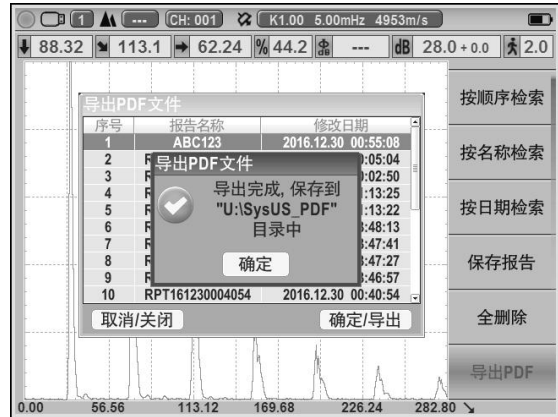 1 --- CH: 001 K1.00 5.00mHz 4953m/s
88.32 113.1 62.24 % 44.2 --- dB 28.0 + 0.0 2.0
导出PDF文件
序号 报告名称 修改日期
1 ABC123 2016.12.30 00:55:08
2
3
4
5
6
7
8
9
10 RPT161230004054 2016.12.30 00:40:54
导出PDF文件
导出完成, 保存到
"U:\SysUS_PDF"
目录中
确定
取消/关闭 确定/导出
按顺序检索
按名称检索
按日期检索
保存报告
全删除
导出PDF
0.00 56.56 113.12 169.68 226.24 282.80